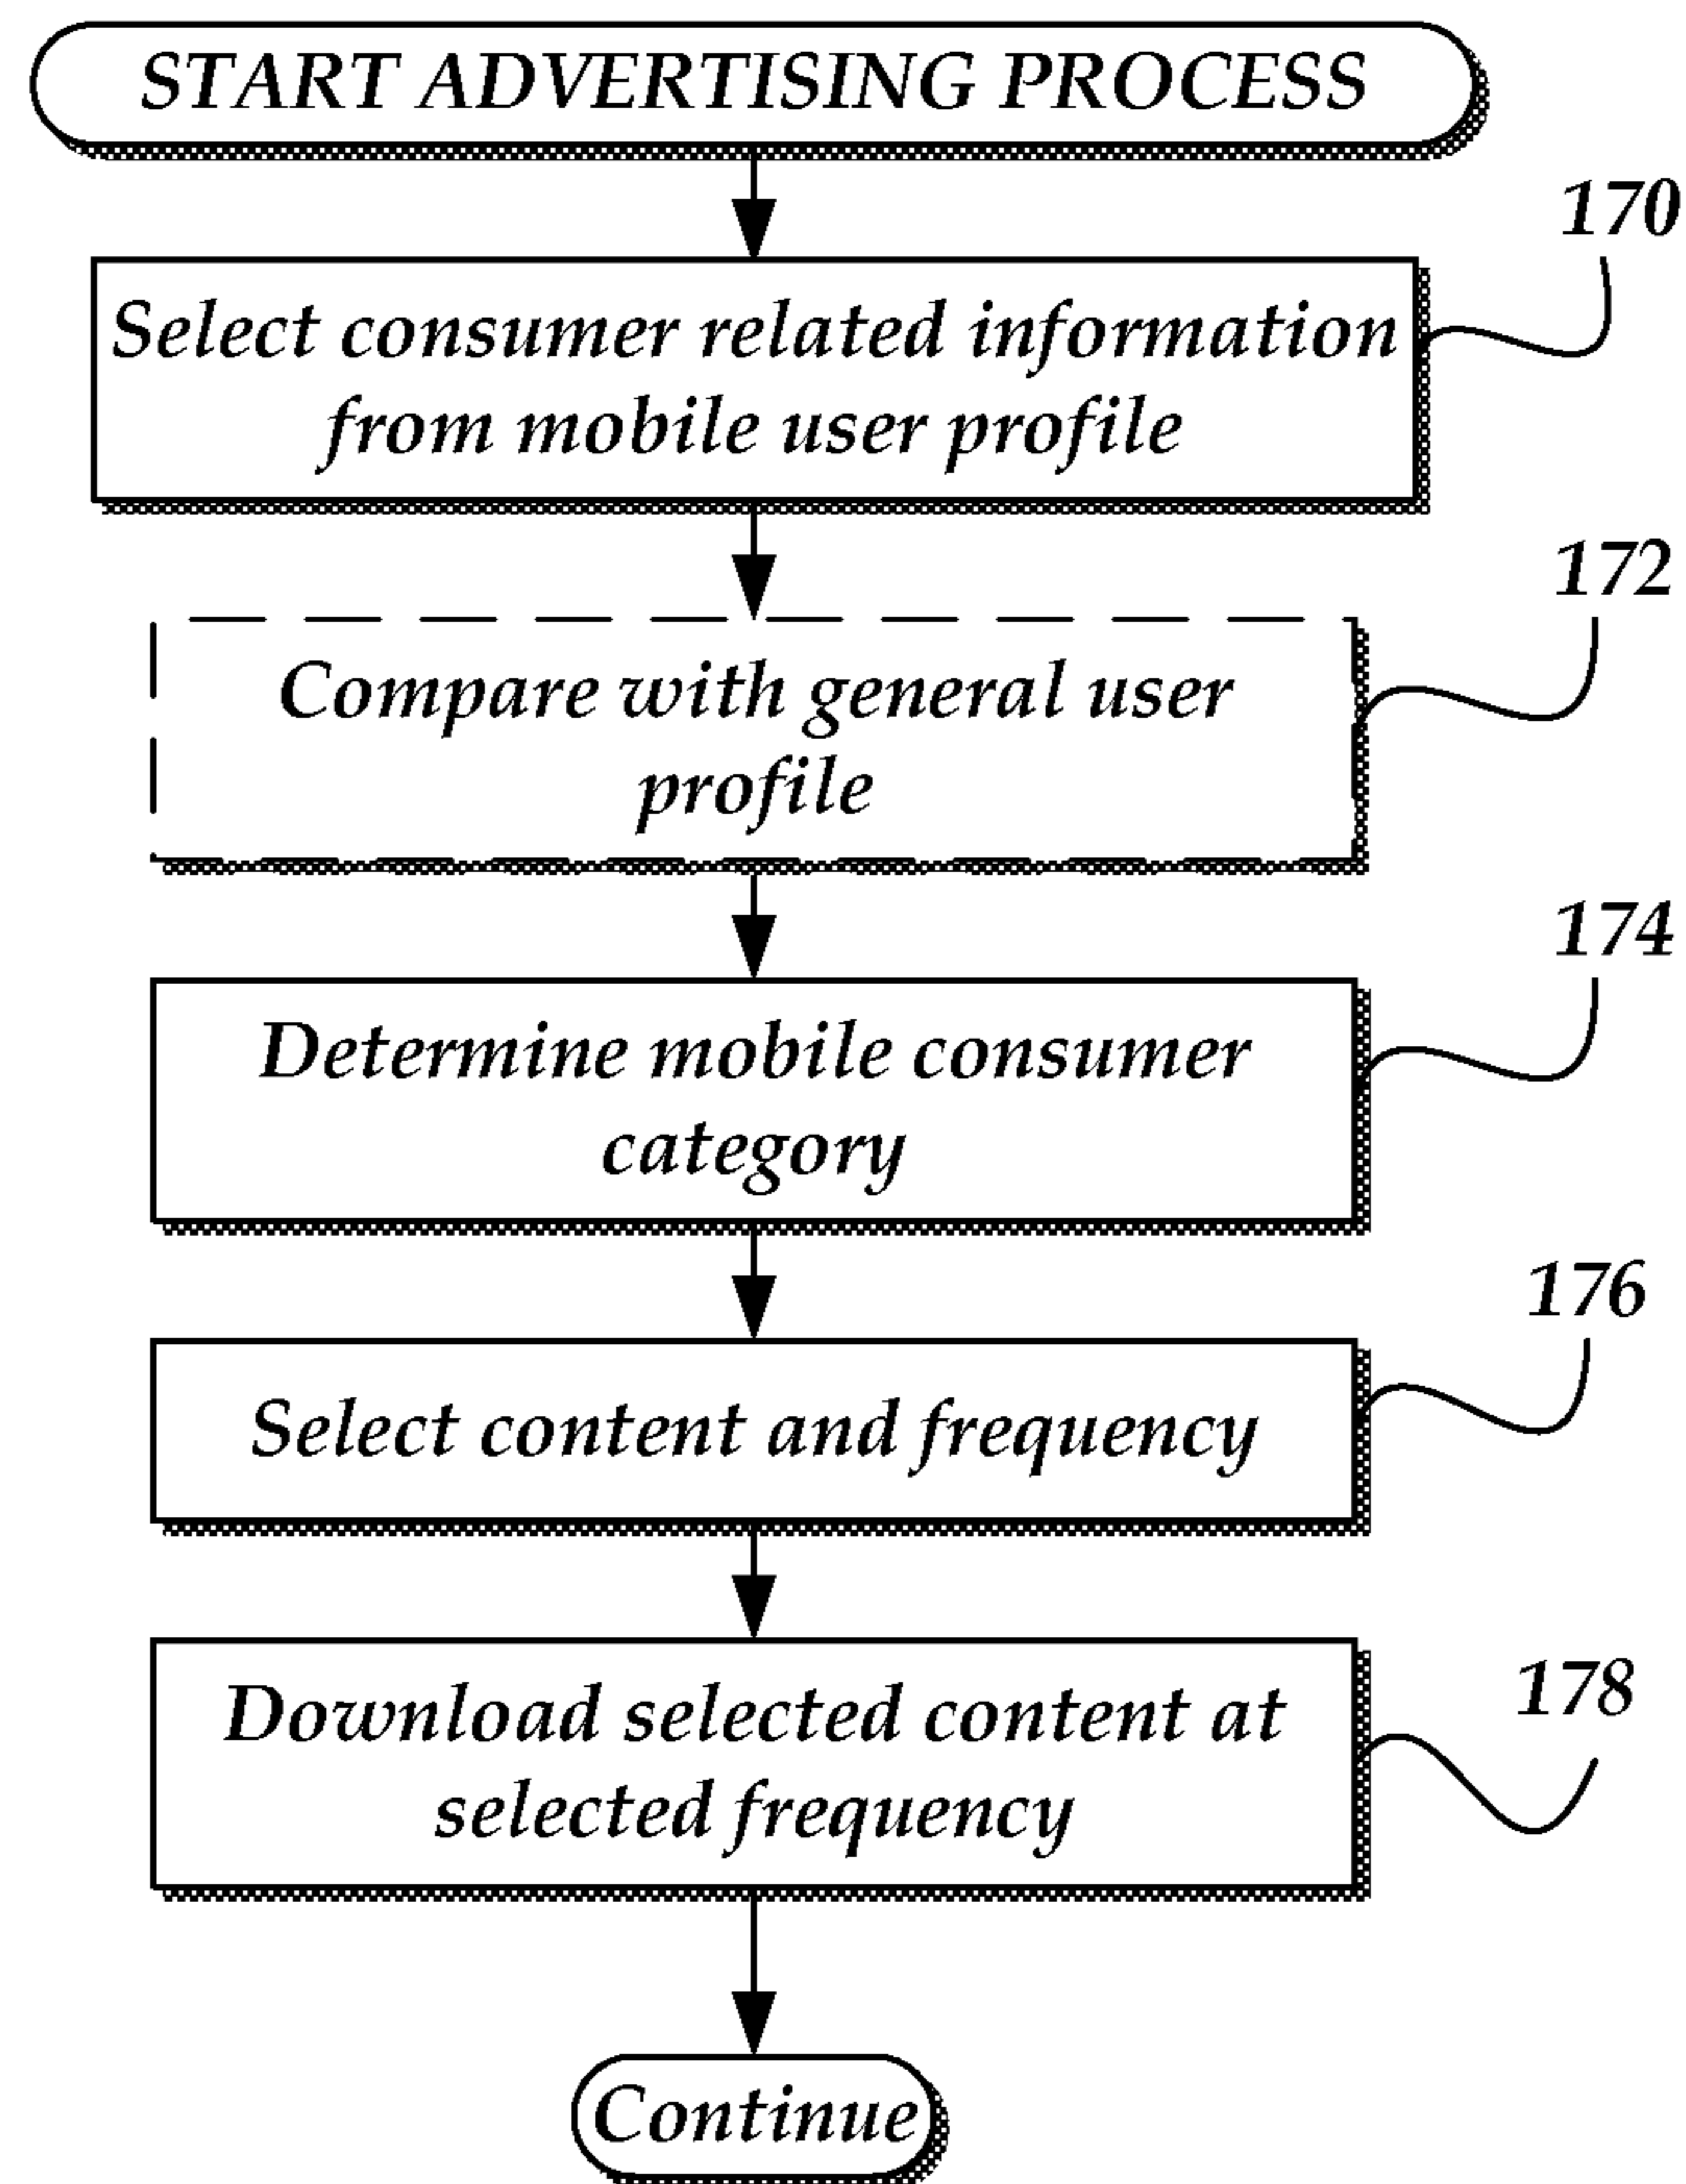 START ADVERTISING PROCESS
170
Select consumer related information
from mobile user profile
172
Compare with general user
profile
174
Determine mobile consumer
category
176
Select content and frequency
178
Download selected content at
selected frequency
Continue